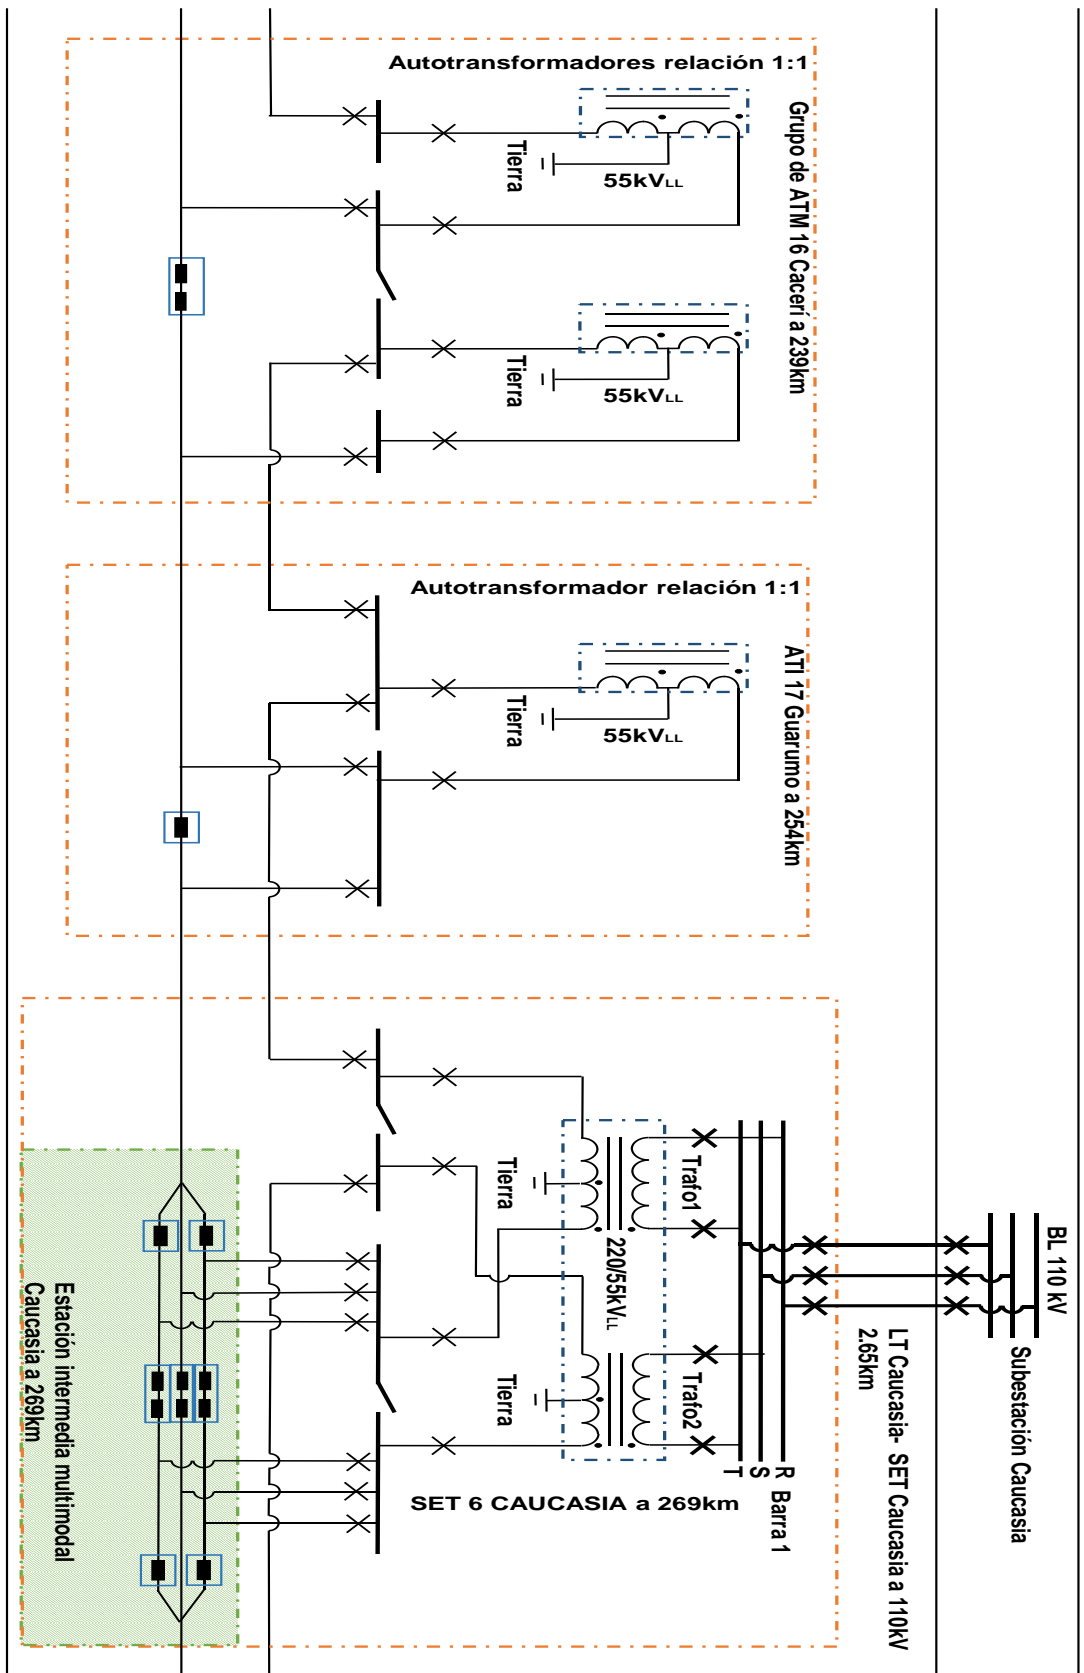 Autotransformadores relación 1:1
Grupo de ATM 16 Cacerí a 239km
Tierra
55kVLL
Tierra
55kVLL
Autotransformador relación 1:1
ATI 17 Guarumo a 254km
Tierra
55kVLL
BL 110 kV
Subestación Caucasia
LT Caucasia- SET Caucasia a 110kV
2.65km
Trafo1
Tierra
220/55kVLL
Trafo2
Tierra
R
S
T
Barra 1
SET 6 CAUCASIA a 269km
Estación intermedia multimodal
Caucasia a 269km